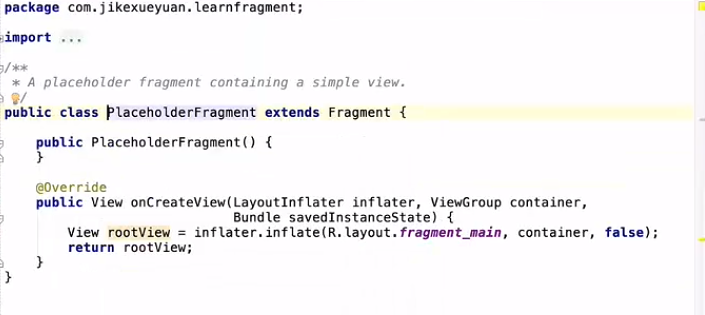 package com.jikexueyuan.learnfragment;
import ...
/**
 * A placeholder fragment containing a simple view.
 */
public class PlaceholderFragment extends Fragment {
    public PlaceholderFragment() {
    }
    @Override
    public View onCreateView(LayoutInflater inflater, ViewGroup container,
                             Bundle savedInstanceState) {
        View rootView = inflater.inflate(R.layout.fragment_main, container, false);
        return rootView;
    }
}